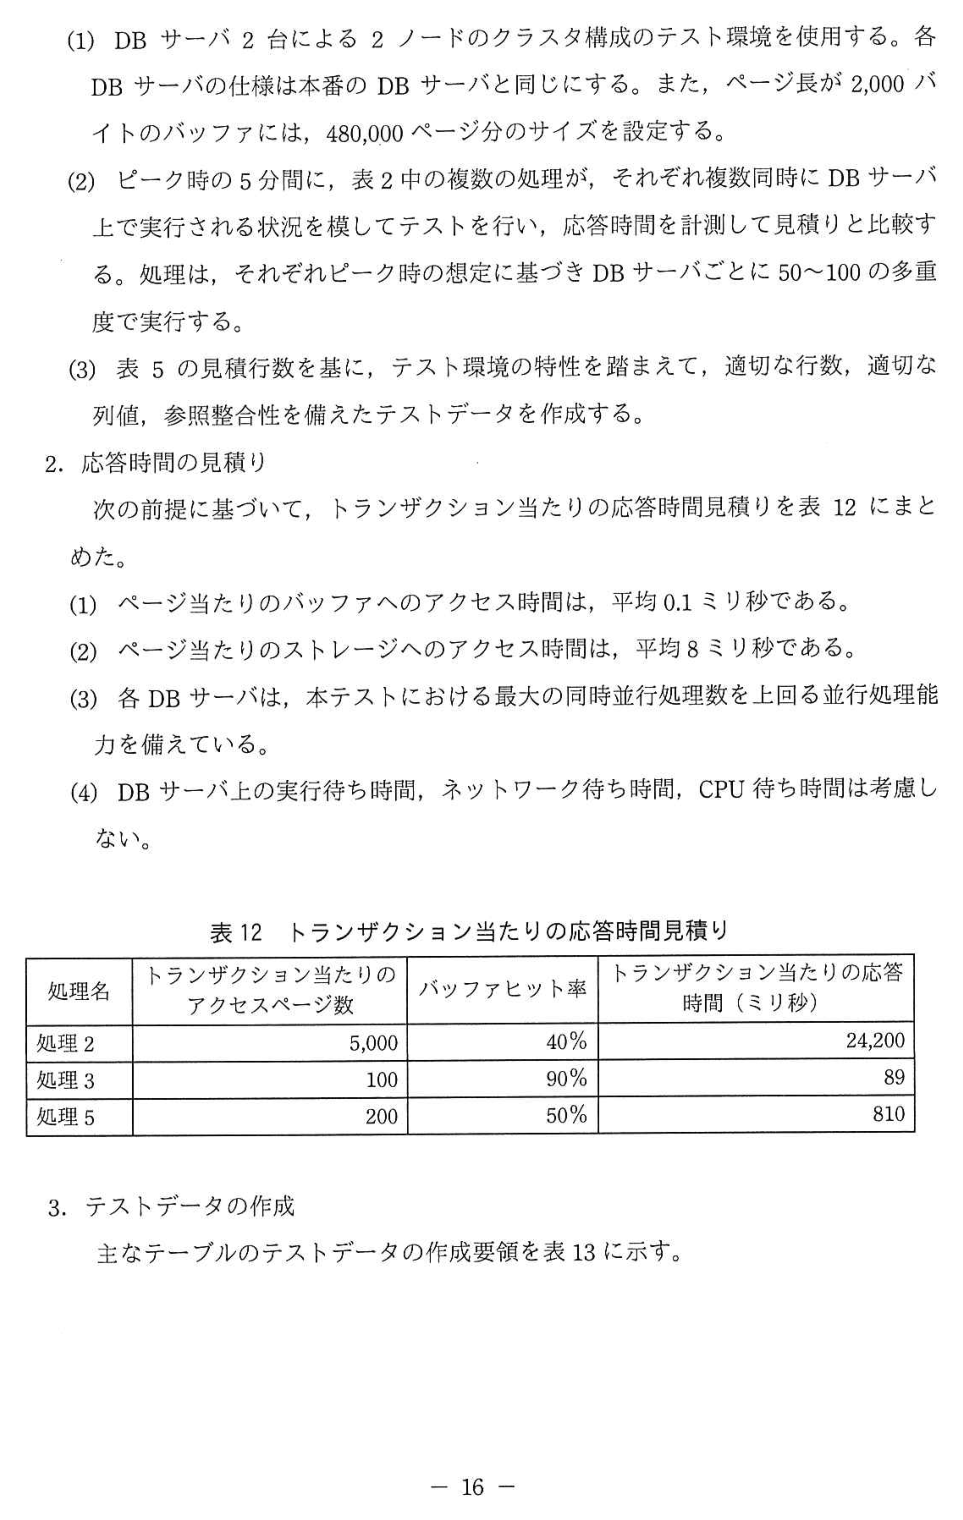 (1) DB サーバ 2 台による 2 ノードのクラスタ構成のテスト環境を使用する。各
DB サーバの仕様は本番の DB サーバと同じにする。また，ページ長が 2,000 バ
イトのバッファには，480,000 ページ分のサイズを設定する。
(2) ピーク時の 5 分間に，表 2 中の複数の処理が，それぞれ複数同時に DB サーバ
上で実行される状況を模してテストを行い，応答時間を計測して見積りと比較す
る。処理は，それぞれピーク時の想定に基づき DB サーバごとに 50～100 の多重
度で実行する。
(3) 表 5 の見積行数を基に，テスト環境の特性を踏まえて，適切な行数，適切な
列値，参照整合性を備えたテストデータを作成する。
2. 応答時間の見積り
次の前提に基づいて，トランザクション当たりの応答時間見積りを表 12 にまと
めた。
(1) ページ当たりのバッファへのアクセス時間は，平均 0.1 ミリ秒である。
(2) ページ当たりのストレージへのアクセス時間は，平均 8 ミリ秒である。
(3) 各 DB サーバは，本テストにおける最大の同時並行処理数を上回る並行処理能
力を備えている。
(4) DB サーバ上の実行待ち時間，ネットワーク待ち時間，CPU 待ち時間は考慮し
ない。
表 12 トランザクション当たりの応答時間見積り
処理名 トランザクション当たりの アクセスページ数 バッファヒット率 トランザクション当たりの応答 時間（ミリ秒）
処理 2 5,000 40% 24,200
処理 3 100 90% 89
処理 5 200 50% 810
3. テストデータの作成
主なテーブルのテストデータの作成要領を表 13 に示す。
－ 16 －